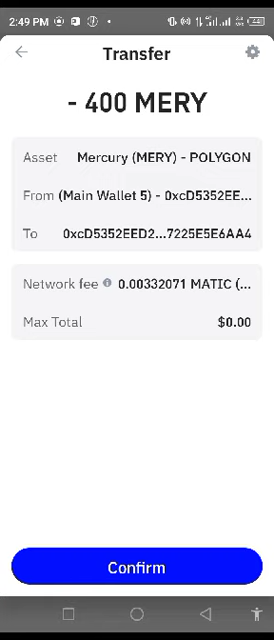 2:49 PM
Transfer
- 400 MERY
Asset Mercury (MERY) - POLYGON
From (Main Wallet 5) - 0xcD5352EE...
To 0xcD5352EED2...7225E5E6AA4
Network fee 0.00332071 MATIC (...
Max Total $0.00
Confirm